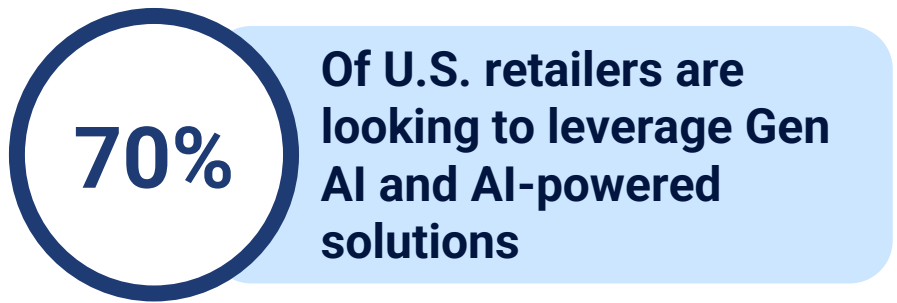 70%
Of U.S. retailers are
looking to leverage Gen
AI and AI-powered
solutions